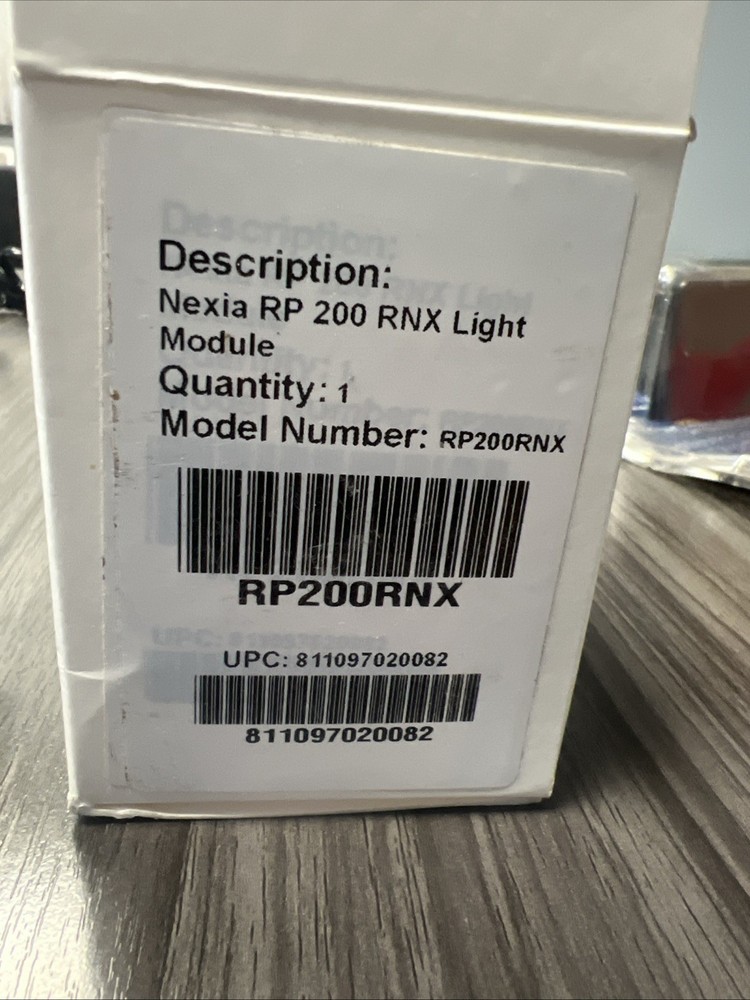 Description:
Nexia RP 200 RNX Light
Module
Quantity: 1
Model Number: RP200RNX
RP200RNX
UPC: 811097020082
811097020082